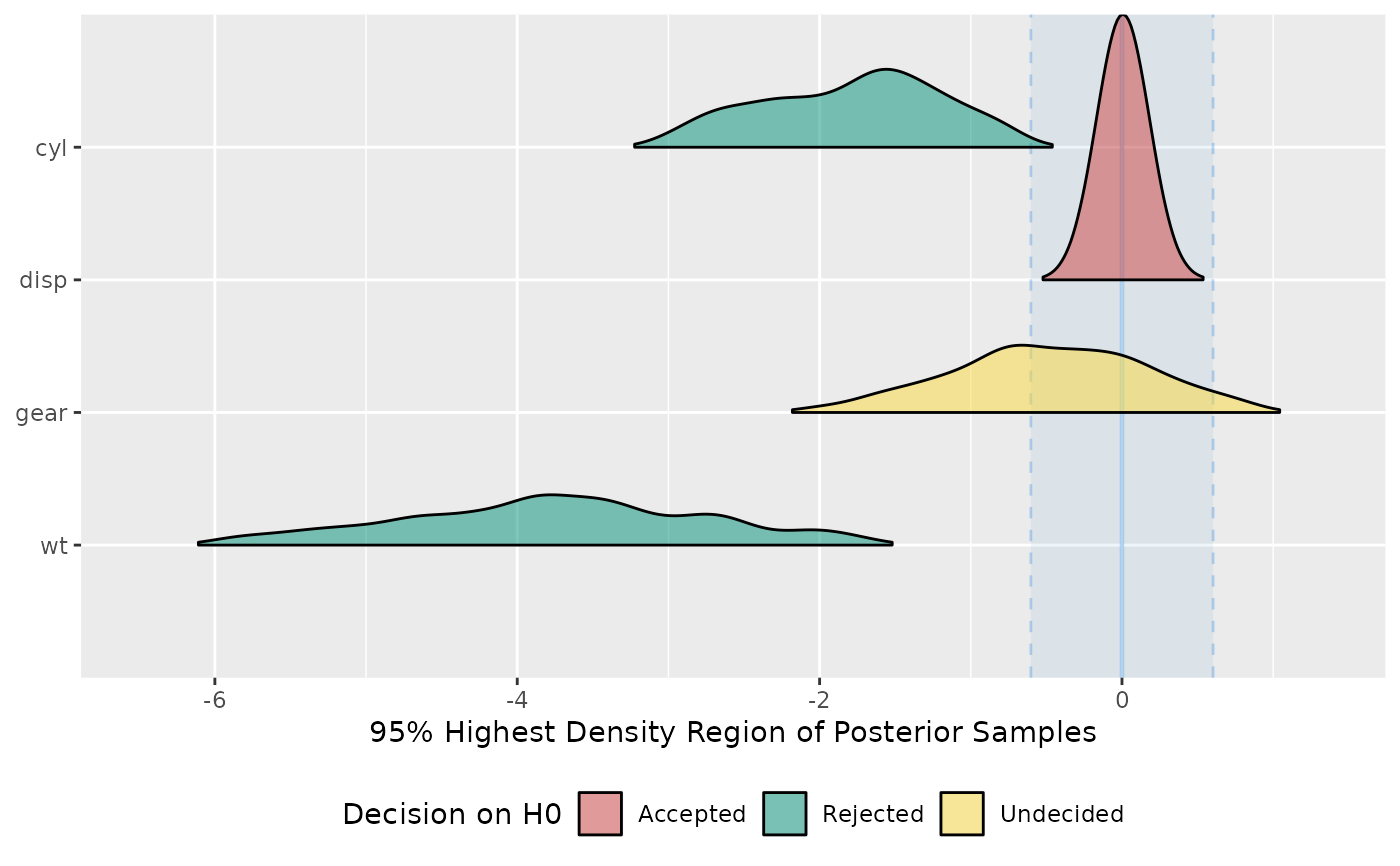 cyl
disp
gear
wt
-6 -4 -2 0
95% Highest Density Region of Posterior Samples
Decision on H0 Accepted Rejected Undecided